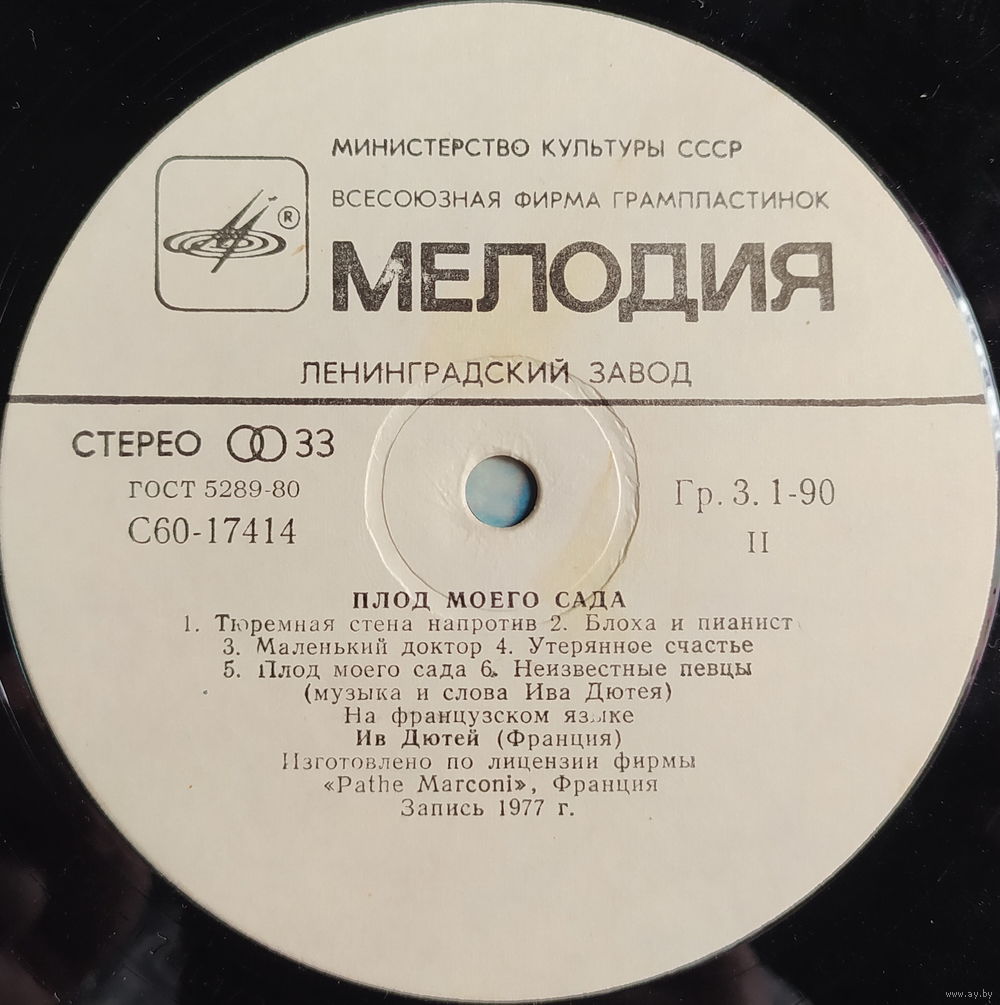 МИНИСТЕРСТВО КУЛЬТУРЫ СССР
ВСЕСОЮЗНАЯ ФИРМА ГРАМПЛАСТИНОК
®
МЕЛОДИЯ
ЛЕНИНГРАДСКИЙ ЗАВОД
СТЕРЕО 33
ГОСТ 5289-80
С60-17414
Гр. 3. 1-90
II
ПЛОД МОЕГО САДА
1. Тюремная стена напротив 2. Блоха и пианист
3. Маленький доктор 4. Утерянное счастье
5. Плод моего сада 6. Неизвестные певцы
(музыка и слова Ива Дютея)
На французском языке
Ив Дютей (Франция)
Изготовлено по лицензии фирмы
«Pathe Marconi», Франция
Запись 1977 г.
www.ay.by